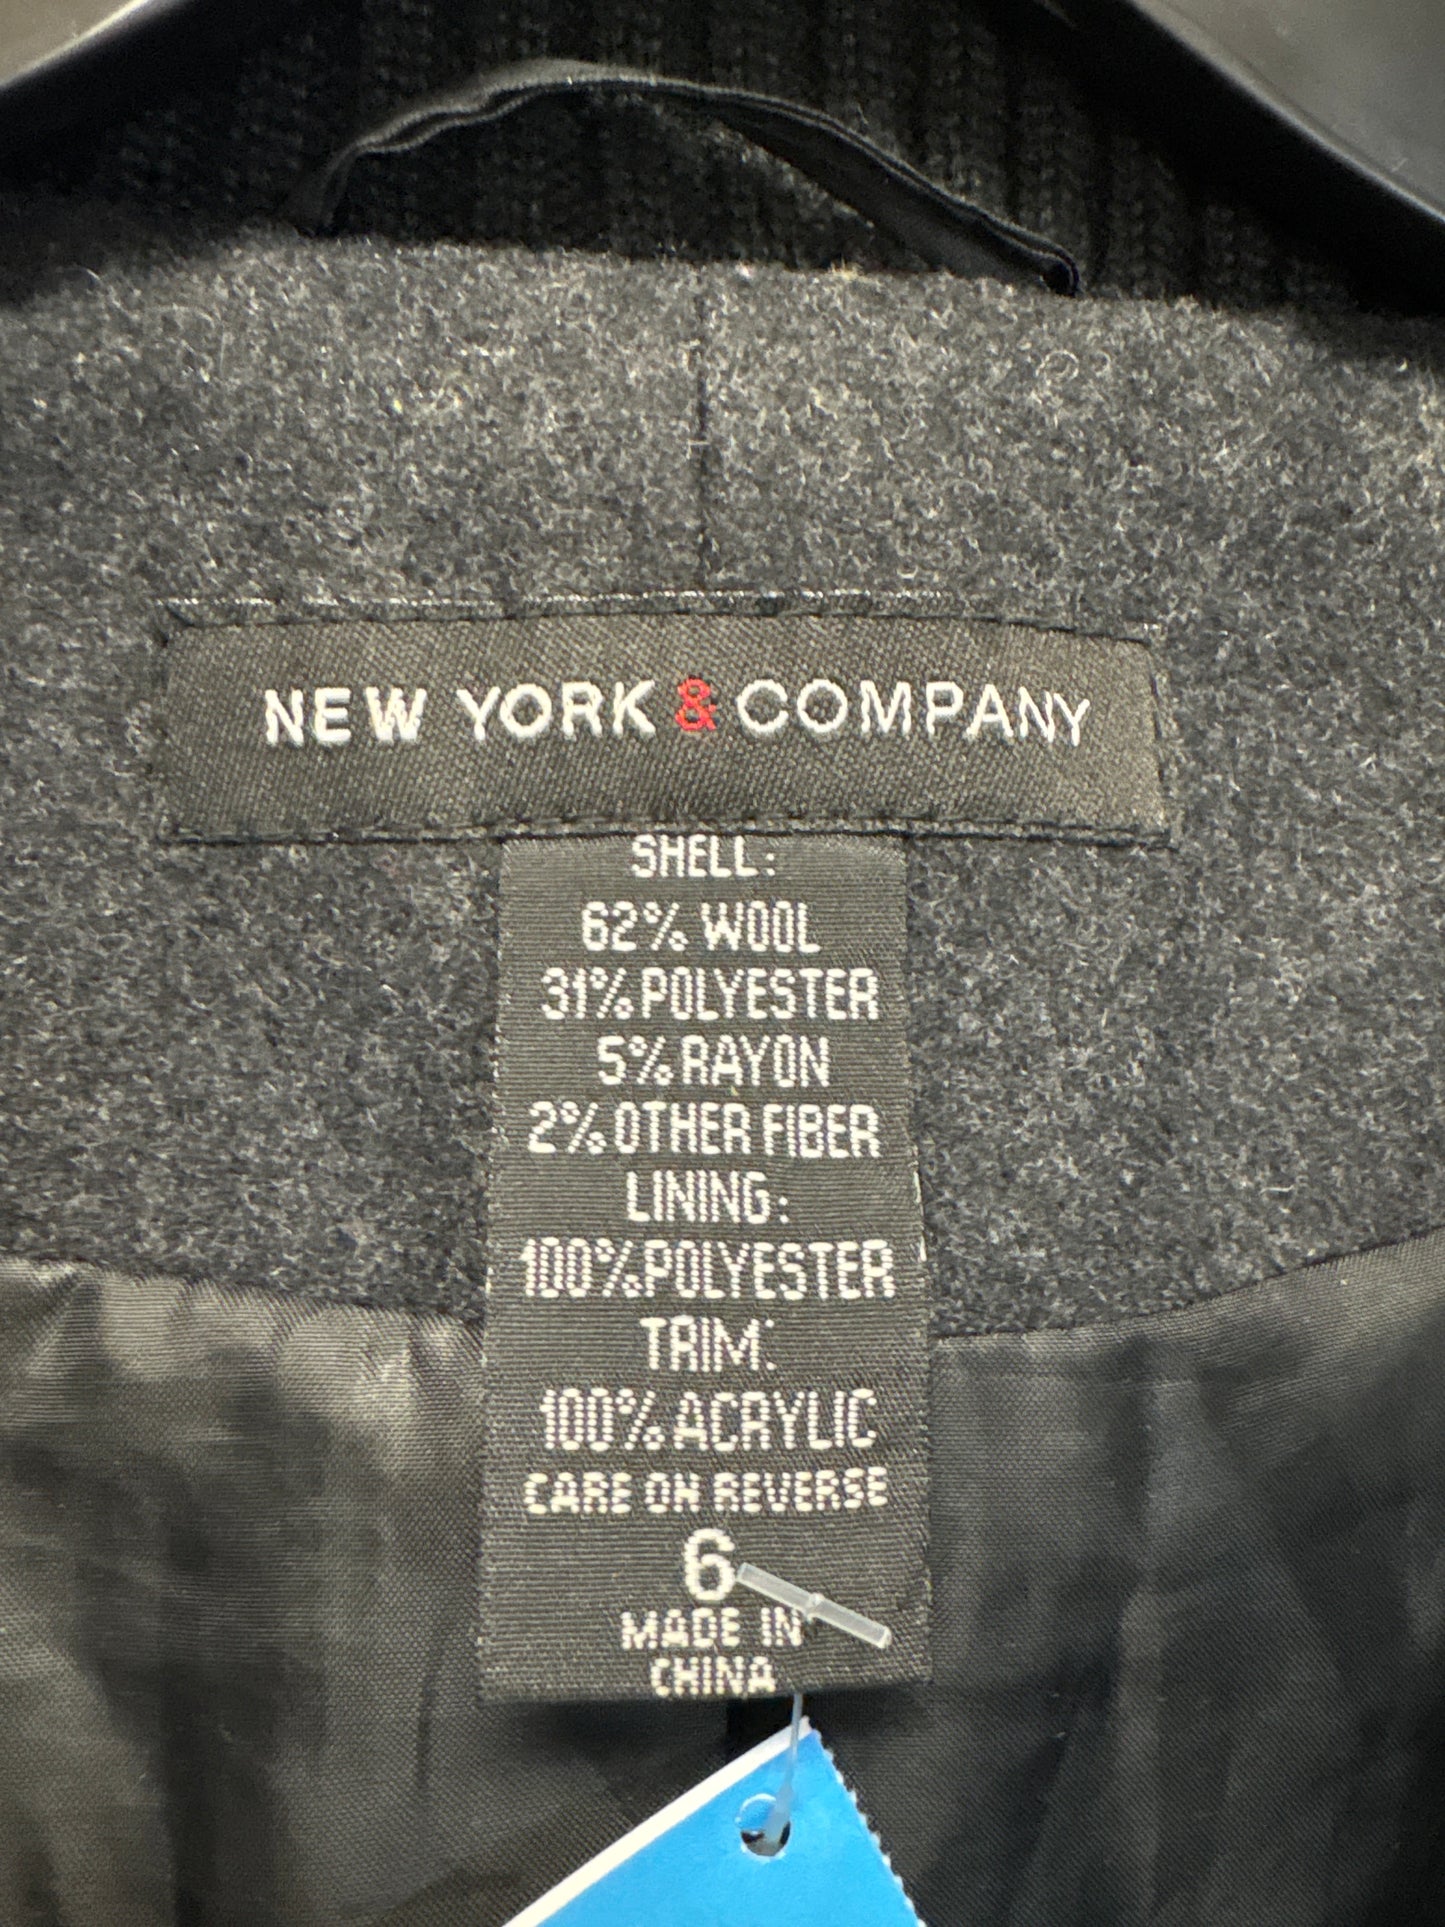 NEW YORK & COMPANY
SHELL:
62% WOOL
31% POLYESTER
5% RAYON
2% OTHER FIBER
LINING:
100% POLYESTER
TRIM:
100% ACRYLIC
CARE ON REVERSE
6
MADE IN
CHINA